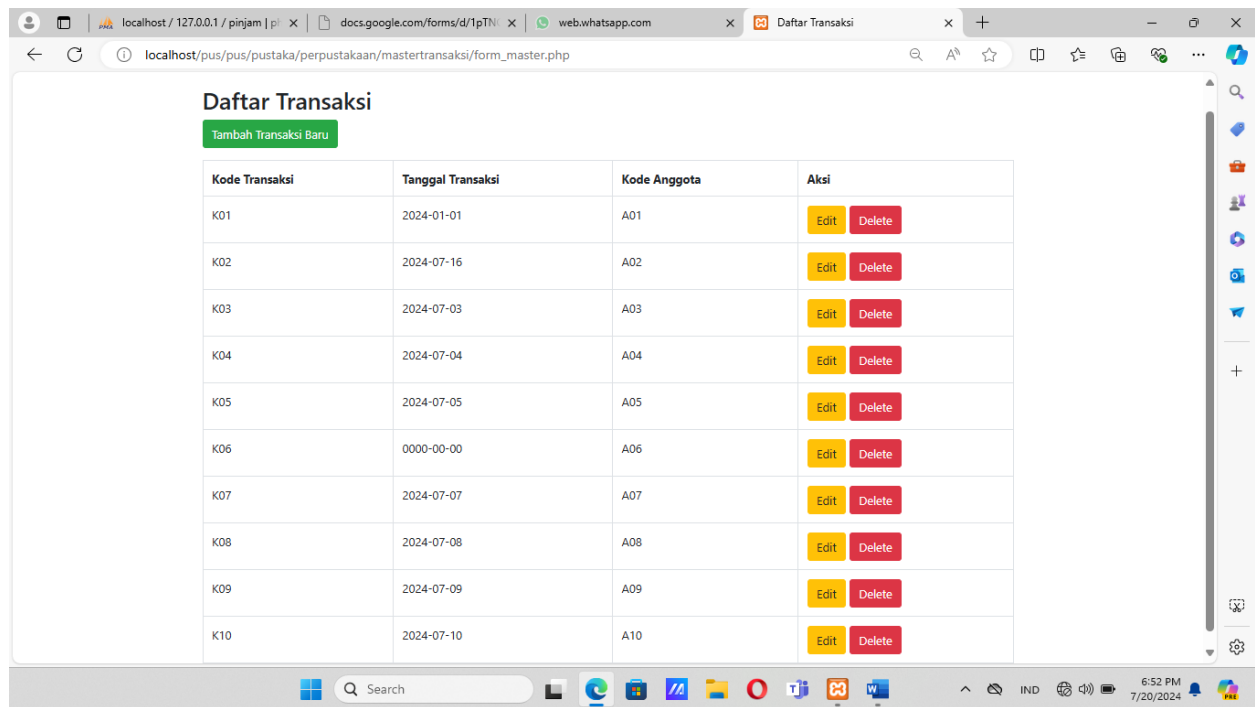 localhost / 127.0.0.1 / pinjam | ph
docs.google.com/forms/d/1pTN
web.whatsapp.com
Daftar Transaksi
localhost/pus/pus/pustaka/perpustakaan/mastertransaksi/form_master.php
Daftar Transaksi
Tambah Transaksi Baru
Kode Transaksi Tanggal Transaksi Kode Anggota Aksi
K01 2024-01-01 A01 Edit Delete
K02 2024-07-16 A02 Edit Delete
K03 2024-07-03 A03 Edit Delete
K04 2024-07-04 A04 Edit Delete
K05 2024-07-05 A05 Edit Delete
K06 0000-00-00 A06 Edit Delete
K07 2024-07-07 A07 Edit Delete
K08 2024-07-08 A08 Edit Delete
K09 2024-07-09 A09 Edit Delete
K10 2024-07-10 A10 Edit Delete
Search
IND
6:52 PM
7/20/2024